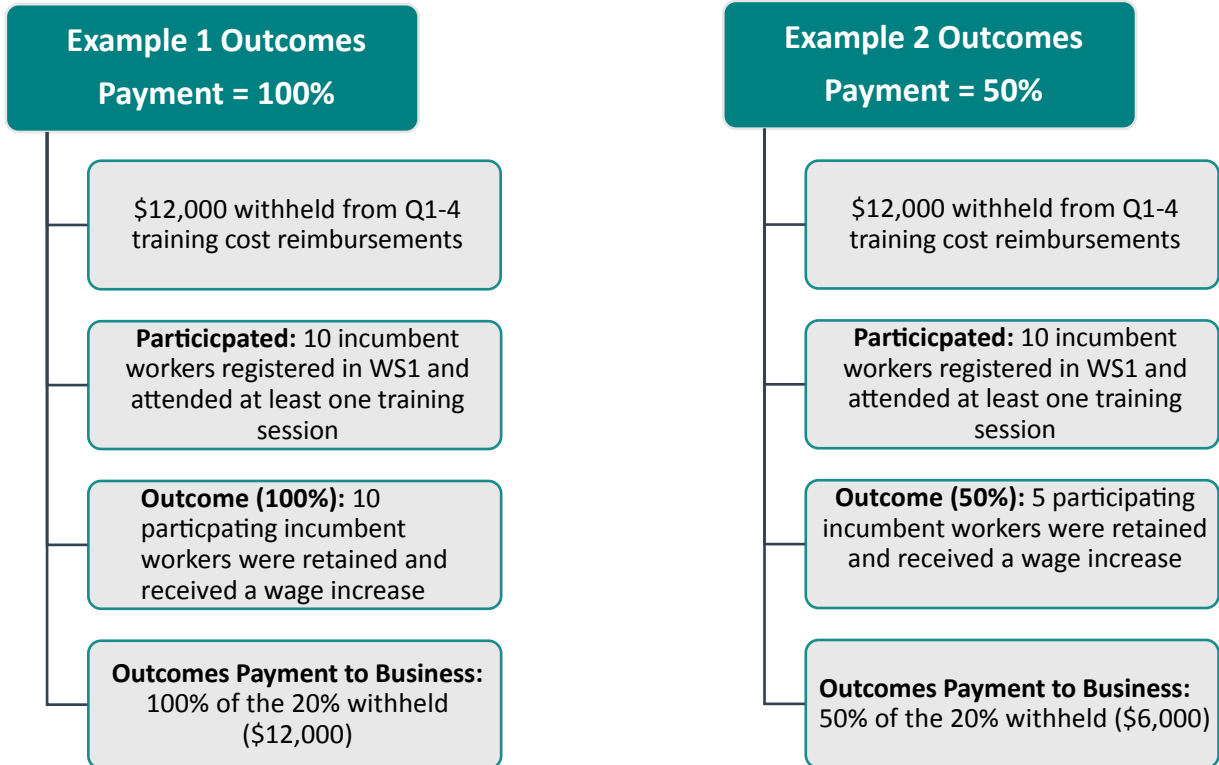 Example 1 Outcomes
Payment = 100%
$12,000 withheld from Q1-4
training cost reimbursements
Particicpated: 10 incumbent
workers registered in WS1 and
attended at least one training
session
Outcome (100%): 10
particpating incumbent
workers were retained and
received a wage increase
Outcomes Payment to Business:
100% of the 20% withheld
($12,000)
Example 2 Outcomes
Payment = 50%
$12,000 withheld from Q1-4
training cost reimbursements
Participated: 10 incumbent
workers registered in WS1 and
attended at least one training
session
Outcome (50%): 5 participating
incumbent workers were retained
and received a wage increase
Outcomes Payment to Business:
50% of the 20% withheld ($6,000)